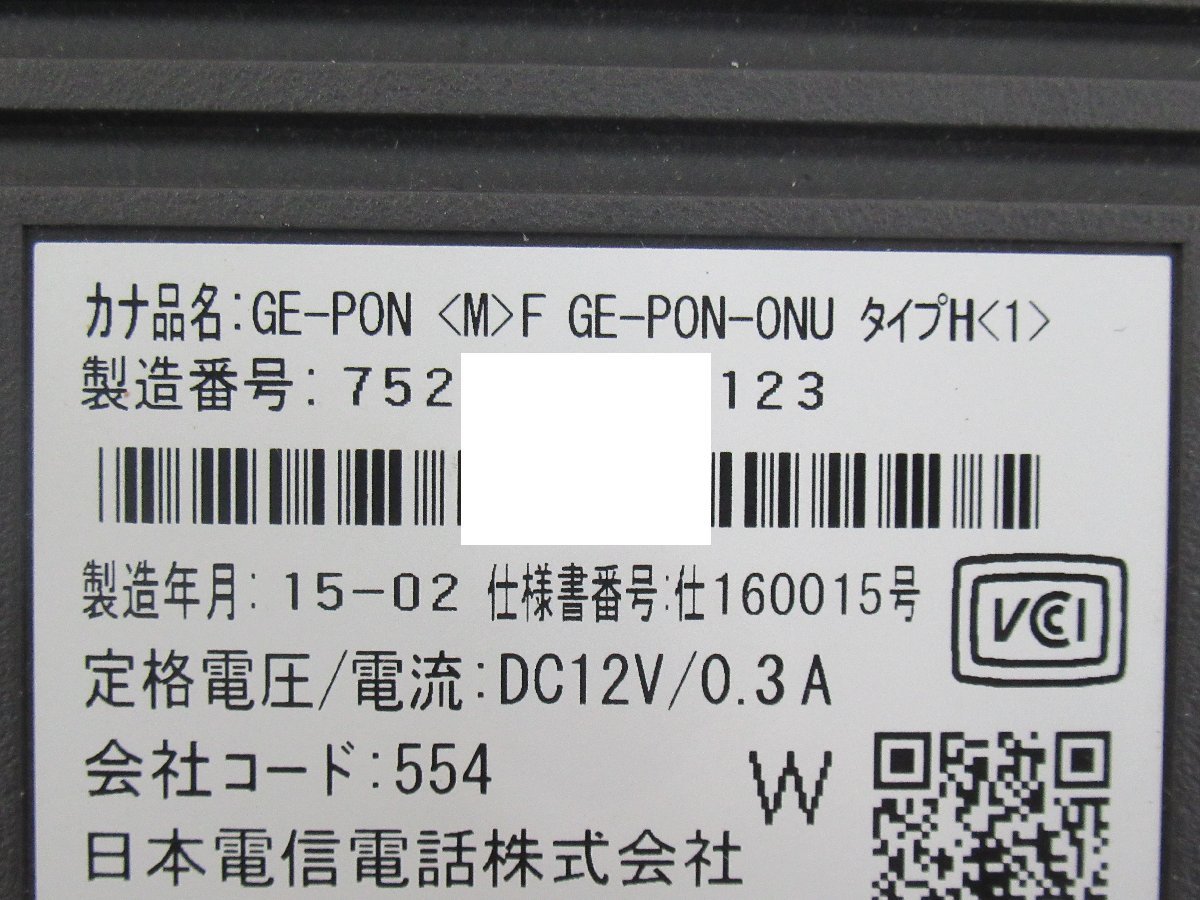 カナ品名:GE-PON <M>F GE-PON-ONU タイプH<1>
製造番号: 752 123
製造年月: 15-02 仕様書番号:仕160015号
VCCI
定格電圧/電流:DC12V/0.3A
会社コード:554
W
日本電信電話株式会社